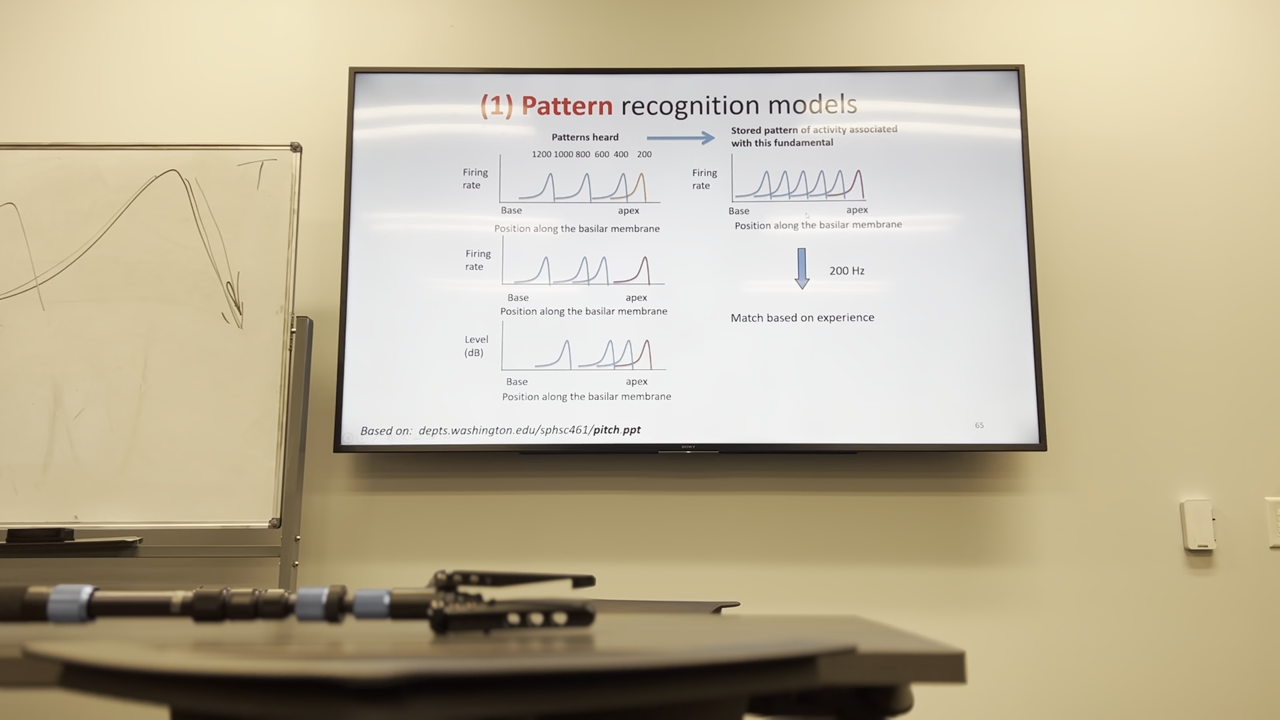 (1) Pattern recognition models
Patterns heard
Stored pattern of activity associated
with this fundamental
1200 1000 800 600 400 200
Firing
rate
Base
apex
Position along the basilar membrane
Firing
rate
Base
apex
Position along the basilar membrane
Firing
rate
Base
apex
Position along the basilar membrane
200 Hz
Match based on experience
Level
(dB)
Base
apex
Position along the basilar membrane
Based on: depts.washington.edu/sphsc461/pitch.ppt
65
T